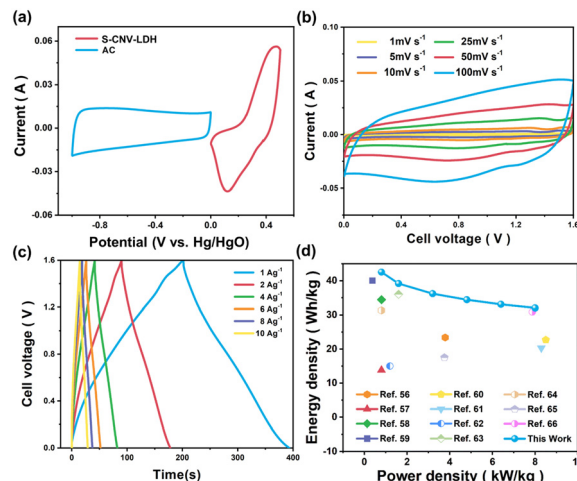 (a)
S-CNV-LDH
AC
Current ( A )
0.06
0.03
0.00
-0.03
-0.06
-0.8
-0.4
0.0
0.4
Potential (V vs. Hg/HgO)
(b)
1mV s⁻¹
5mV s⁻¹
10mV s⁻¹
25mV s⁻¹
50mV s⁻¹
100mV s⁻¹
Current ( A )
0.05
0.00
-0.05
0.0
0.4
0.8
1.2
1.6
Cell voltage ( V )
(c)
1 Ag⁻¹
2 Ag⁻¹
4 Ag⁻¹
6 Ag⁻¹
8 Ag⁻¹
10 Ag⁻¹
Cell voltage ( V )
1.6
1.2
0.8
0.4
0.0
0
100
200
300
400
Time(s)
(d)
Energy density ( Wh/kg)
50
40
30
20
10
0
-10
Ref. 56
Ref. 60
Ref. 64
Ref. 57
Ref. 61
Ref. 65
Ref. 58
Ref. 62
Ref. 66
Ref. 59
Ref. 63
This Work
0
2
4
6
8
Power density ( kW/kg)